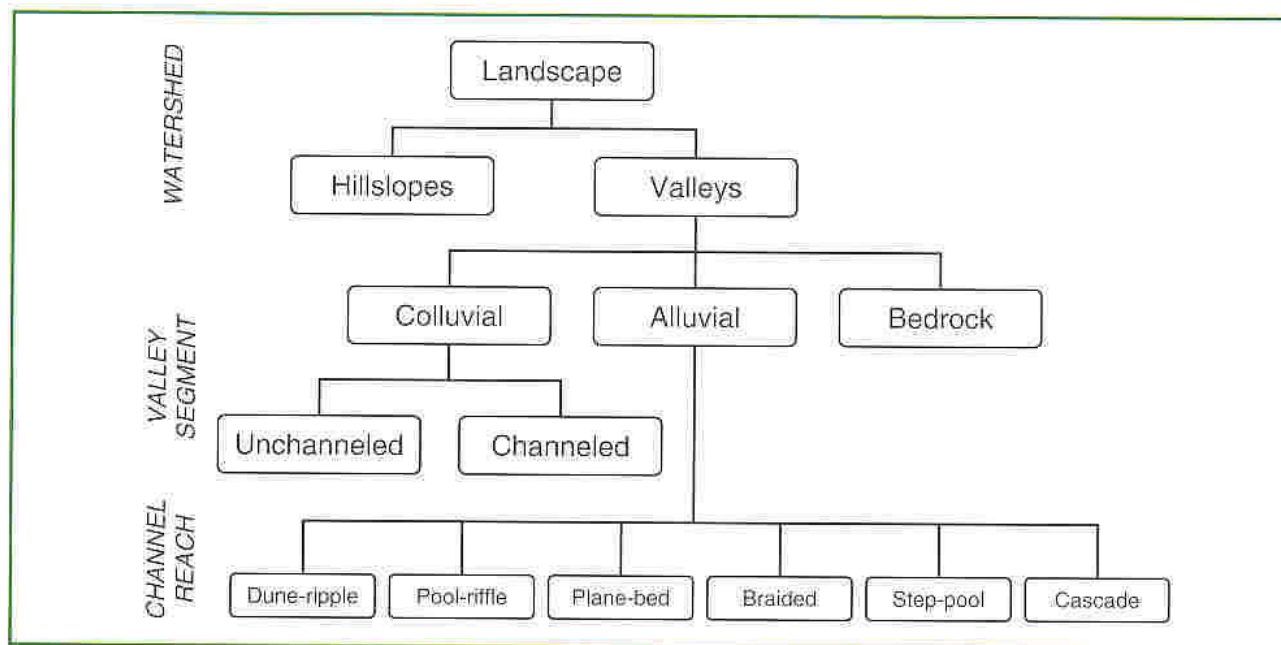 WATERSHED
Landscape
Hillslopes
Valleys
VALLEY
SEGMENT
Colluvial
Alluvial
Bedrock
Unchanneled
Channeled
CHANNEL
REACH
Dune-ripple
Pool-riffle
Plane-bed
Braided
Step-pool
Cascade